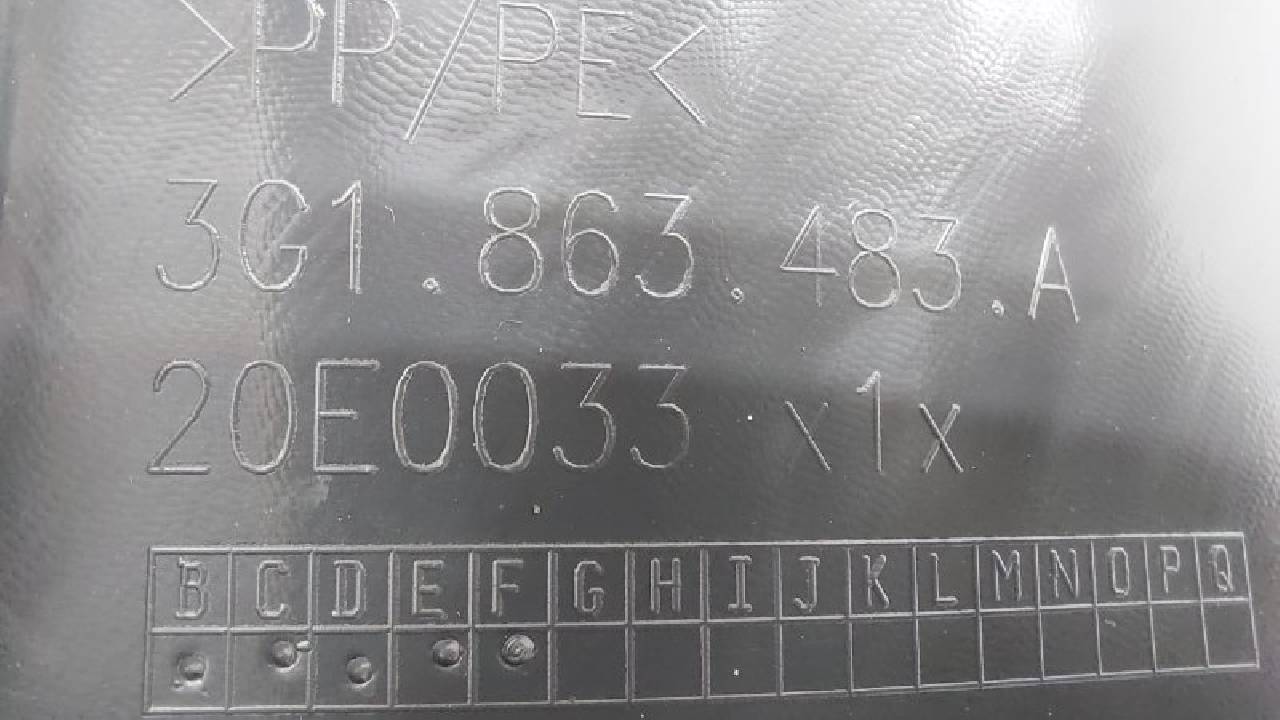 >PP/PE<
3G1.863.483.A
20E0033 x1x
B C D E F G H I J K L M N O P Q